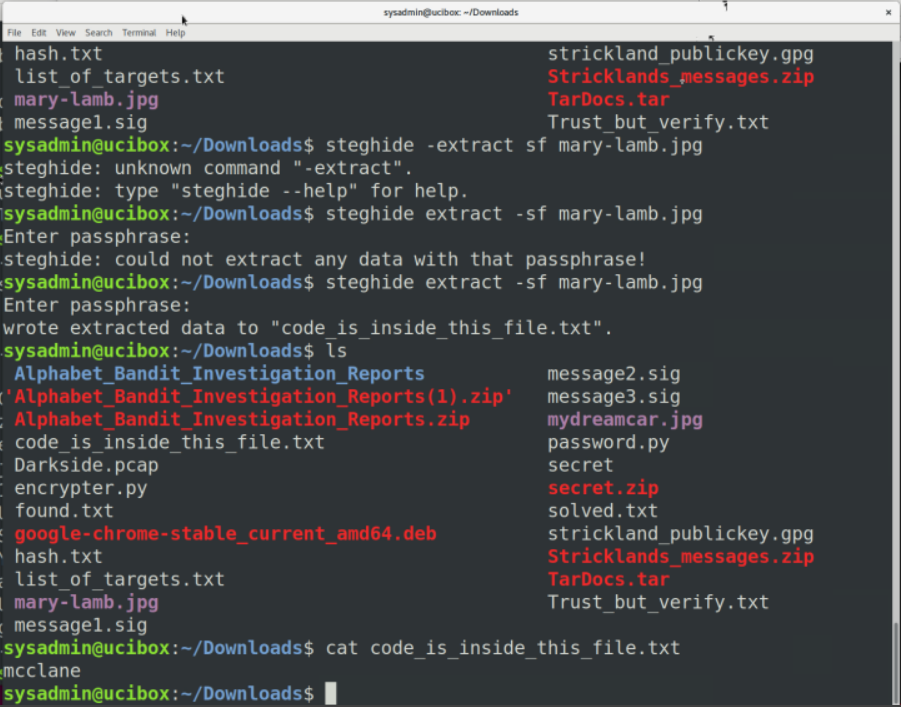 sysadmin@ucibox: ~/Downloads ×
File Edit View Search Terminal Help
hash.txt strickland_publickey.gpg
list_of_targets.txt Stricklands_messages.zip
mary-lamb.jpg TarDocs.tar
message1.sig Trust_but_verify.txt
sysadmin@ucibox:~/Downloads$ steghide -extract sf mary-lamb.jpg
steghide: unknown command "-extract".
steghide: type "steghide --help" for help.
sysadmin@ucibox:~/Downloads$ steghide extract -sf mary-lamb.jpg
Enter passphrase:
steghide: could not extract any data with that passphrase!
sysadmin@ucibox:~/Downloads$ steghide extract -sf mary-lamb.jpg
Enter passphrase:
wrote extracted data to "code_is_inside_this_file.txt".
sysadmin@ucibox:~/Downloads$ ls
Alphabet_Bandit_Investigation_Reports message2.sig
'Alphabet_Bandit_Investigation_Reports(1).zip' message3.sig
Alphabet_Bandit_Investigation_Reports.zip mydreamcar.jpg
code_is_inside_this_file.txt password.py
Darkside.pcap secret
encrypter.py secret.zip
found.txt solved.txt
google-chrome-stable_current_amd64.deb strickland_publickey.gpg
hash.txt Stricklands_messages.zip
list_of_targets.txt TarDocs.tar
mary-lamb.jpg Trust_but_verify.txt
message1.sig
sysadmin@ucibox:~/Downloads$ cat code_is_inside_this_file.txt
mcclane
sysadmin@ucibox:~/Downloads$